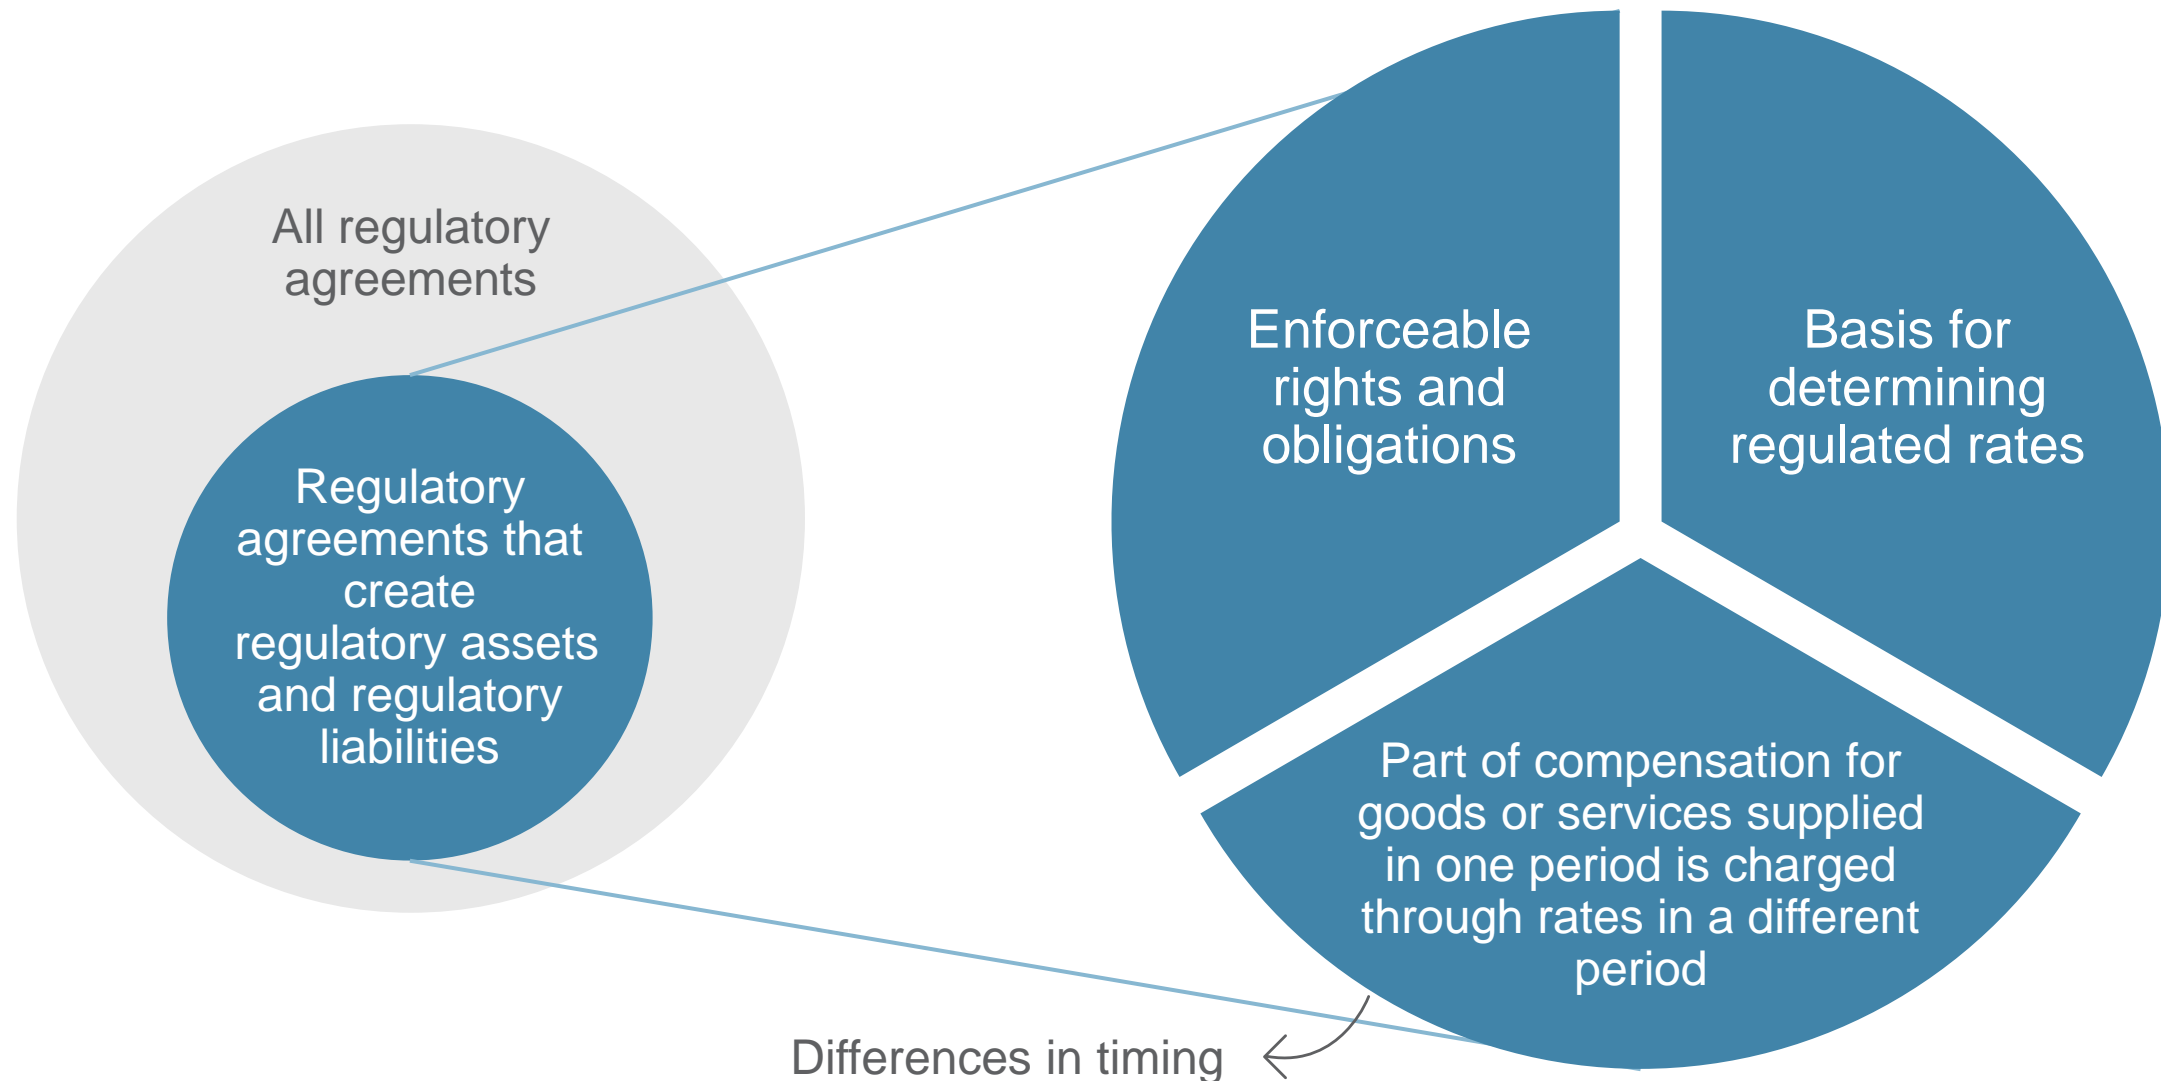 All regulatory
agreements
Regulatory
agreements that
create
regulatory assets
and regulatory
liabilities
Enforceable
rights and
obligations
Basis for
determining
regulated rates
Part of compensation for
goods or services supplied
in one period is charged
through rates in a different
period
Differences in timing